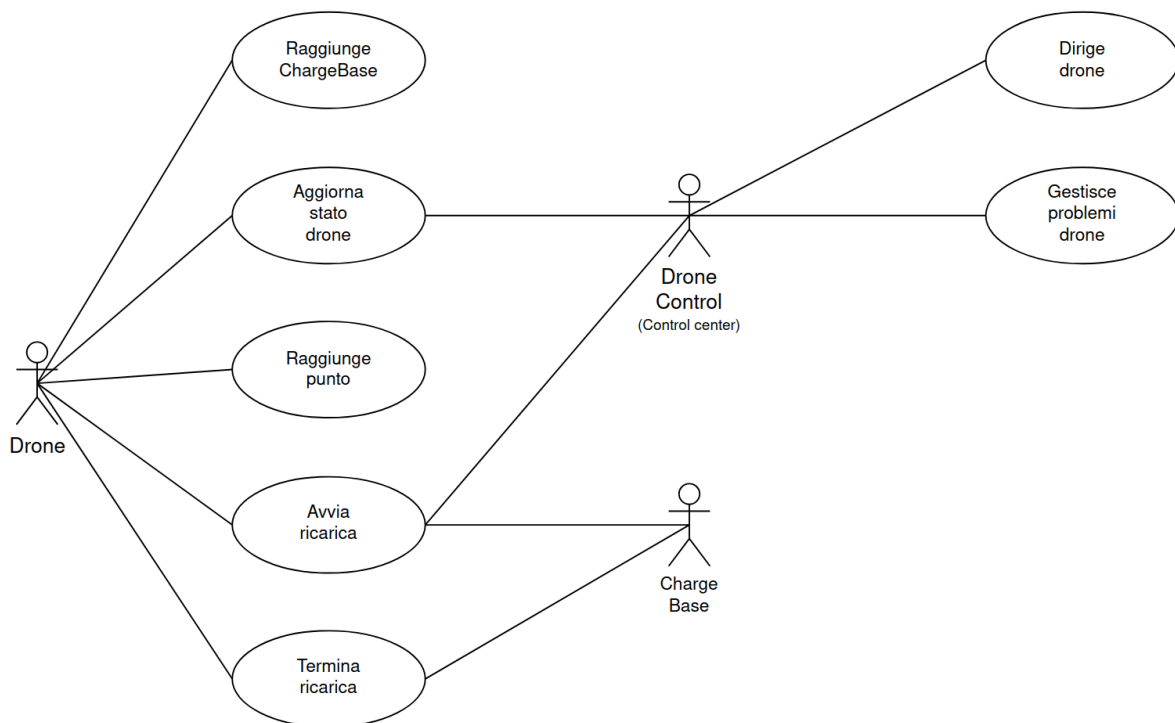 Raggiunge
ChargeBase
Dirige
drone
Aggiorna
stato
drone
Gestisce
problemi
drone
Drone
Control
(Control center)
Raggiunge
punto
Drone
Avvia
ricarica
Charge
Base
Termina
ricarica